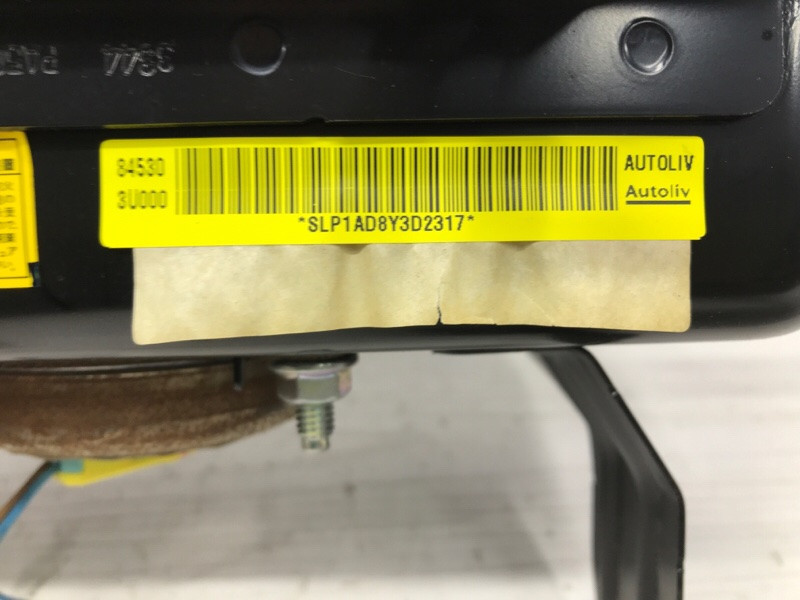 84530
3U000
*SLP1AD8Y3D2317*
AUTOLIV
Autoliv